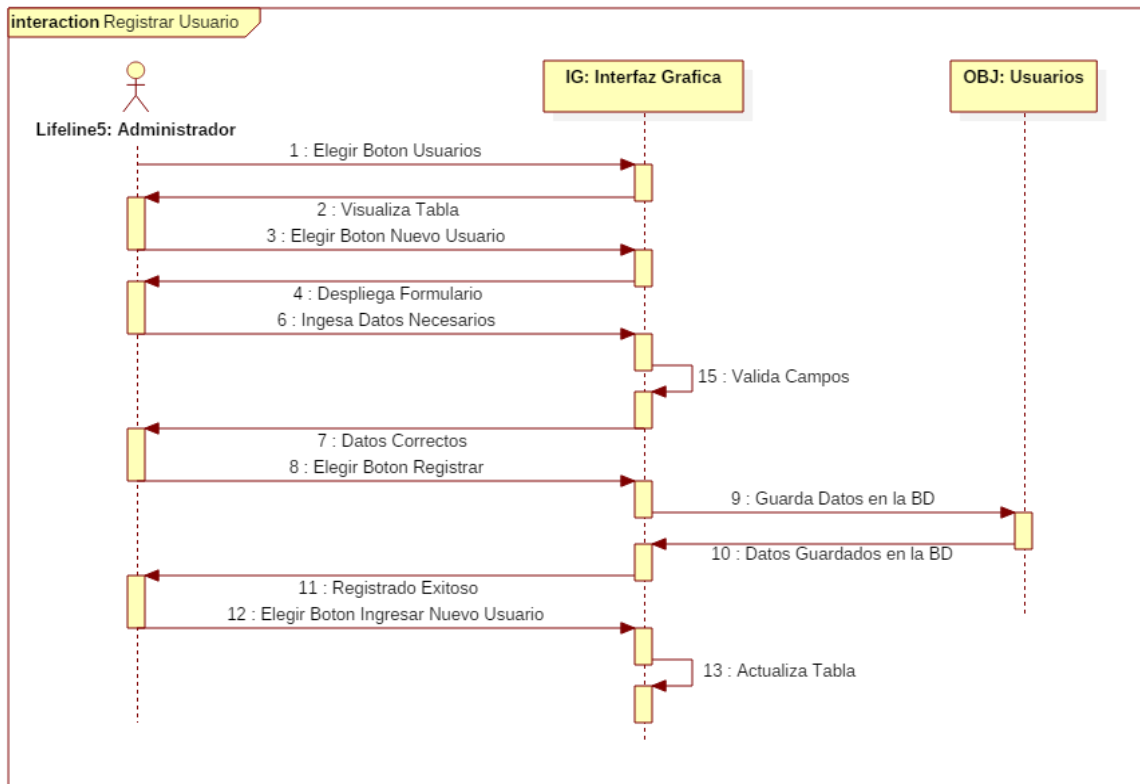 interaction Registrar Usuario
IG: Interfaz Grafica
OBJ: Usuarios
Lifeline5: Administrador
1 : Elegir Boton Usuarios
2 : Visualiza Tabla
3 : Elegir Boton Nuevo Usuario
4 : Despliega Formulario
6 : Ingesa Datos Necesarios
15 : Valida Campos
7 : Datos Correctos
8 : Elegir Boton Registrar
9 : Guarda Datos en la BD
10 : Datos Guardados en la BD
11 : Registrado Exitoso
12 : Elegir Boton Ingresar Nuevo Usuario
13 : Actualiza Tabla